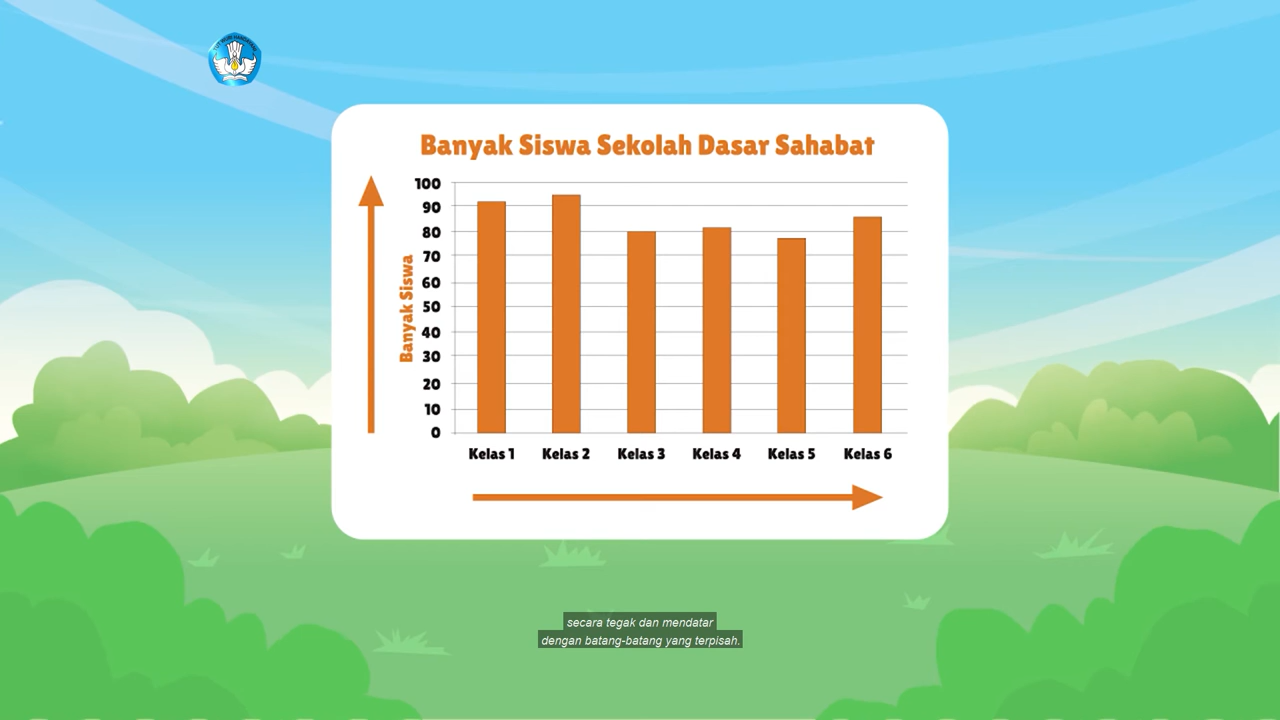 Banyak Siswa Sekolah Dasar Sahabat
100
90
80
70
60
50
40
30
20
10
0
Banyak Siswa
Kelas 1 Kelas 2 Kelas 3 Kelas 4 Kelas 5 Kelas 6
secara tegak dan mendatar
dengan batang-batang yang terpisah.